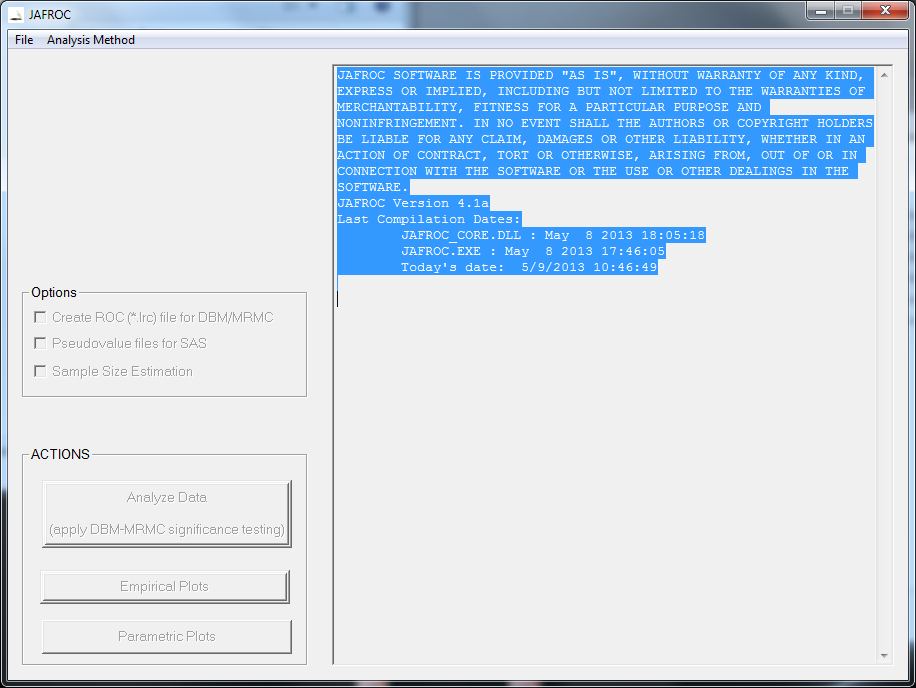 JAFROC
File Analysis Method
JAFROC SOFTWARE IS PROVIDED "AS IS", WITHOUT WARRANTY OF ANY KIND,
EXPRESS OR IMPLIED, INCLUDING BUT NOT LIMITED TO THE WARRANTIES OF
MERCHANTABILITY, FITNESS FOR A PARTICULAR PURPOSE AND
NONINFRINGEMENT. IN NO EVENT SHALL THE AUTHORS OR COPYRIGHT HOLDERS
BE LIABLE FOR ANY CLAIM, DAMAGES OR OTHER LIABILITY, WHETHER IN AN
ACTION OF CONTRACT, TORT OR OTHERWISE, ARISING FROM, OUT OF OR IN
CONNECTION WITH THE SOFTWARE OR THE USE OR OTHER DEALINGS IN THE
SOFTWARE.
JAFROC Version 4.1a
Last Compilation Dates:
JAFROC_CORE.DLL : May  8 2013 18:05:18
JAFROC.EXE : May  8 2013 17:46:05
Today's date:  5/9/2013 10:46:49
Options
Create ROC (*.lrc) file for DBM/MRMC
Pseudovalue files for SAS
Sample Size Estimation
ACTIONS
Analyze Data
(apply DBM-MRMC significance testing)
Empirical Plots
Parametric Plots